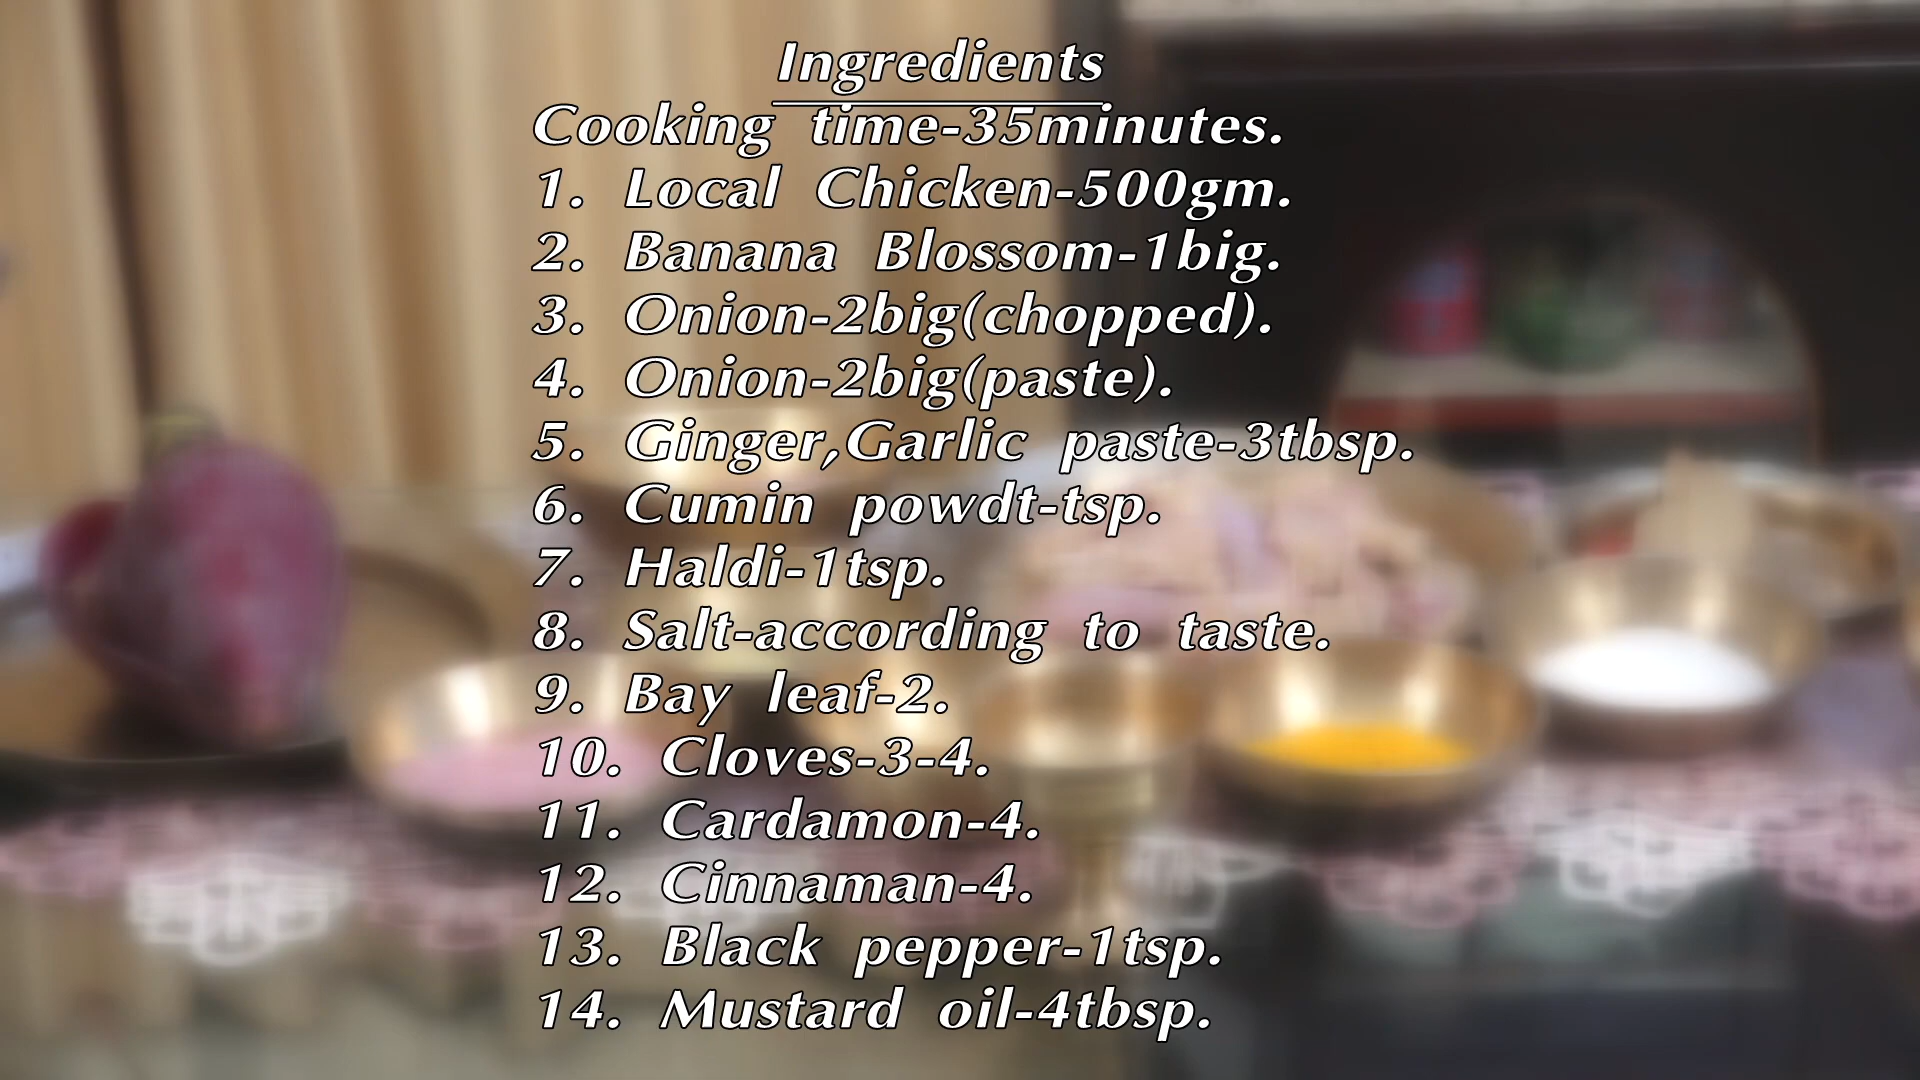 Ingredients
Cooking time-35minutes.
1. Local Chicken-500gm.
2. Banana Blossom-1big.
3. Onion-2big(chopped).
4. Onion-2big(paste).
5. Ginger,Garlic paste-3tbsp.
6. Cumin powdt-tsp.
7. Haldi-1tsp.
8. Salt-according to taste.
9. Bay leaf-2.
10. Cloves-3-4.
11. Cardamon-4.
12. Cinnaman-4.
13. Black pepper-1tsp.
14. Mustard oil-4tbsp.